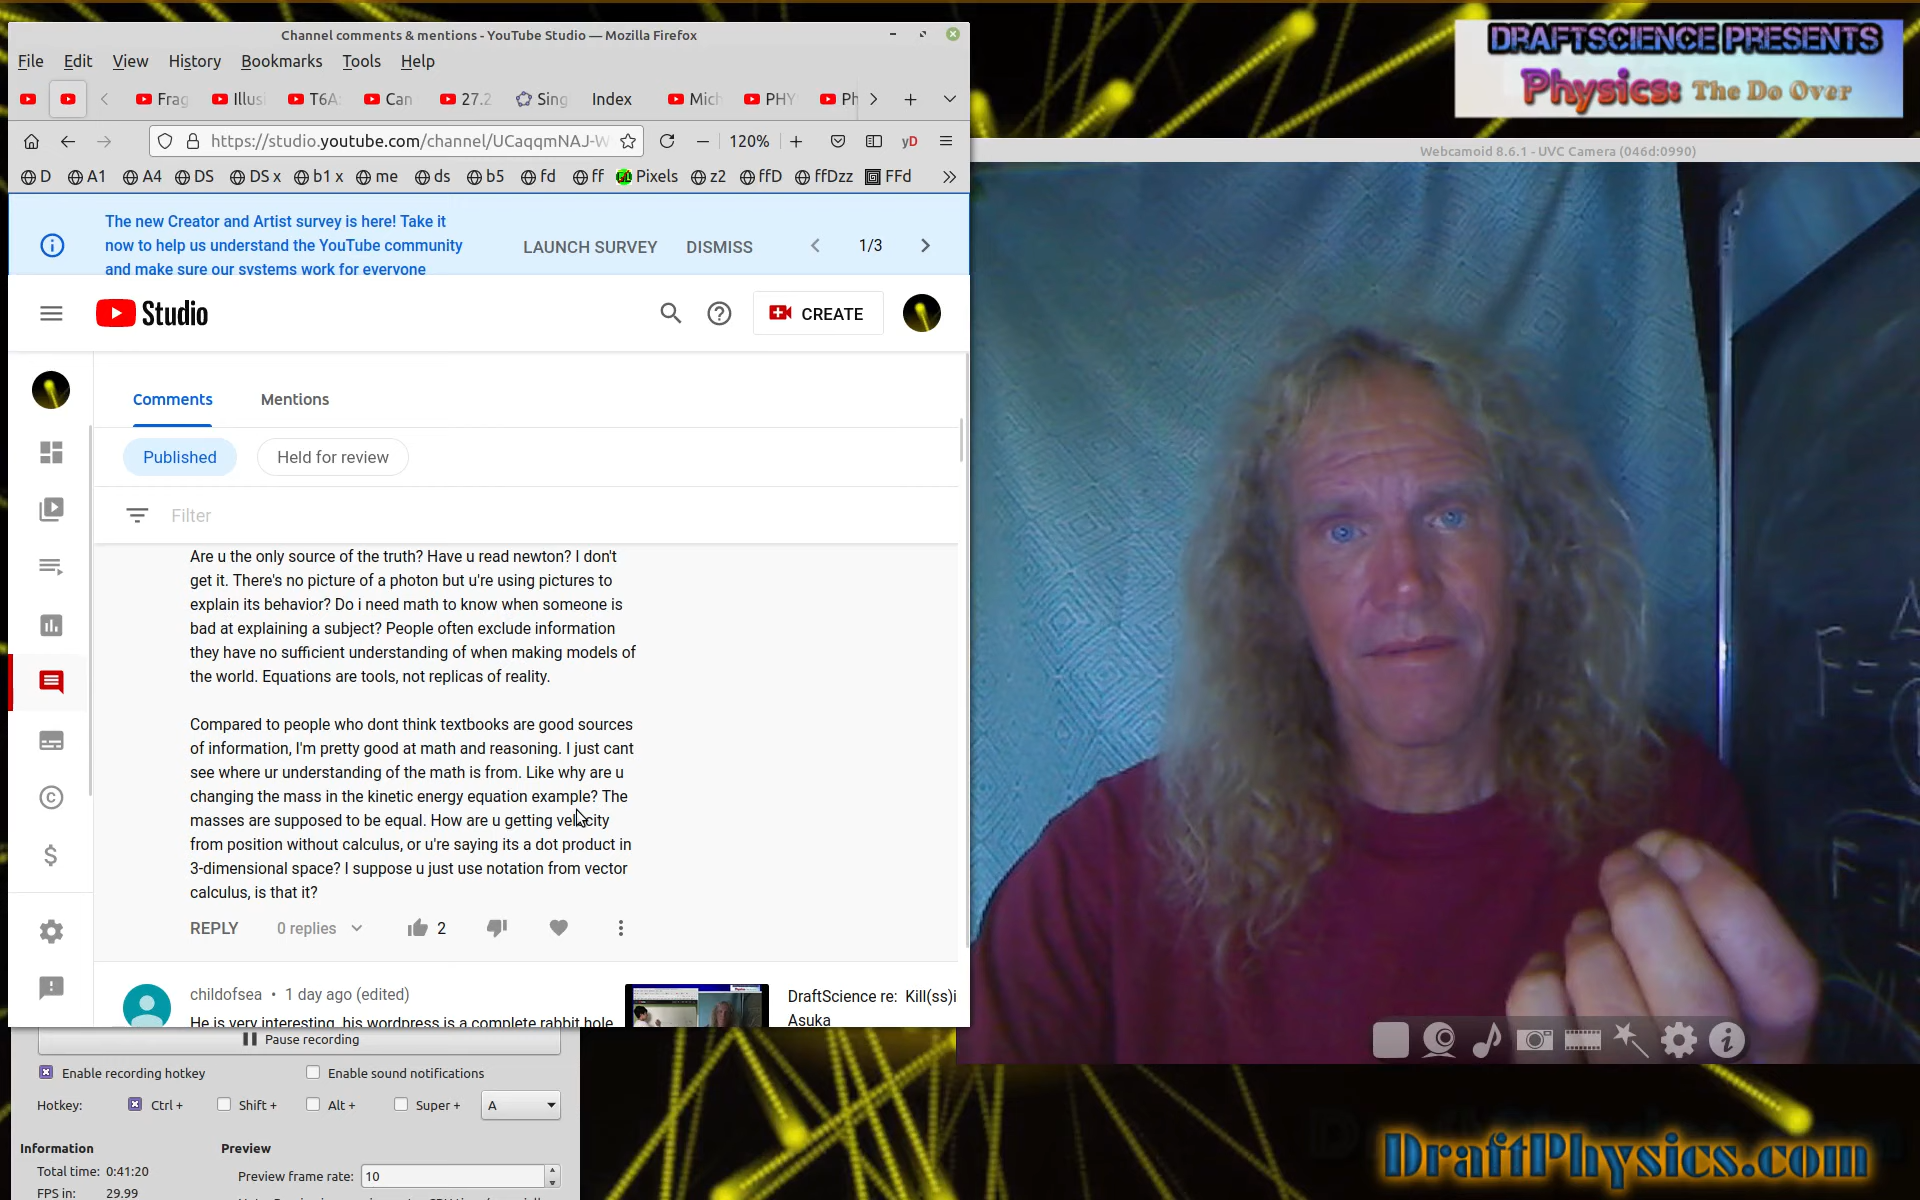 Channel comments & mentions - YouTube Studio — Mozilla Firefox
File Edit View History Bookmarks Tools Help
Frag Illusi T6A: Can 27.2 Sing Index Mich PHY Ph
https://studio.youtube.com/channel/UCaqqmNAJ-W 120% yD
D A1 A4 DS DS x b1 x me ds b5 fd ff Pixels z2 ffD ffDzz FFd
The new Creator and Artist survey is here! Take it
now to help us understand the YouTube community
and make sure our systems work for everyone
LAUNCH SURVEY DISMISS 1/3
Studio CREATE
Comments Mentions
Published Held for review
Filter
Are u the only source of the truth? Have u read newton? I don't
get it. There's no picture of a photon but u're using pictures to
explain its behavior? Do i need math to know when someone is
bad at explaining a subject? People often exclude information
they have no sufficient understanding of when making models of
the world. Equations are tools, not replicas of reality.
Compared to people who dont think textbooks are good sources
of information, I'm pretty good at math and reasoning. I just cant
see where ur understanding of the math is from. Like why are u
changing the mass in the kinetic energy equation example? The
masses are supposed to be equal. How are u getting velocity
from position without calculus, or u're saying its a dot product in
3-dimensional space? I suppose u just use notation from vector
calculus, is that it?
REPLY 0 replies 2
childofsea • 1 day ago (edited)
He is very interesting, his wordpress is a complete rabbit hole
DraftScience re: Kill(ss)i
Asuka
Pause recording
Enable recording hotkey Enable sound notifications
Hotkey: Ctrl + Shift + Alt + Super + A
Information Preview
Total time: 0:41:20
Preview frame rate: 10
FPS in: 29.99
DRAFTSCIENCE PRESENTS
Physics: The Do Over
Webcamoid 8.6.1 - UVC Camera (046d:0990)
DraftPhysics.com